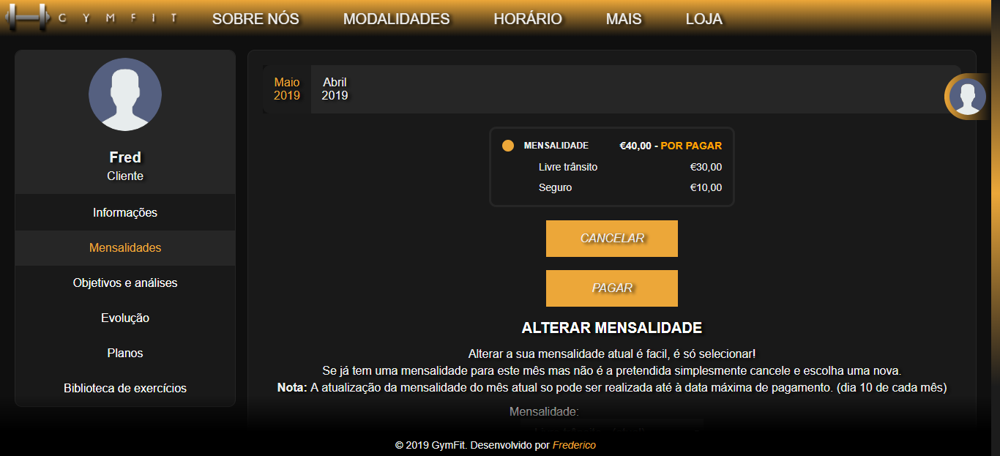 GYMFIT SOBRE NÓS MODALIDADES HORÁRIO MAIS LOJA
Fred
Cliente
Informações
Mensalidades
Objetivos e análises
Evolução
Planos
Biblioteca de exercícios
Maio
2019
Abril
2019
MENSALIDADE €40,00 - POR PAGAR
Livre trânsito €30,00
Seguro €10,00
CANCELAR
PAGAR
ALTERAR MENSALIDADE
Alterar a sua mensalidade atual é facil, é só selecionar!
Se já tem uma mensalidade para este mês mas não é a pretendida simplesmente cancele e escolha uma nova.
Nota: A atualização da mensalidade do mês atual so pode ser realizada até à data máxima de pagamento. (dia 10 de cada mês)
Mensalidade:
© 2019 GymFit. Desenvolvido por Frederico